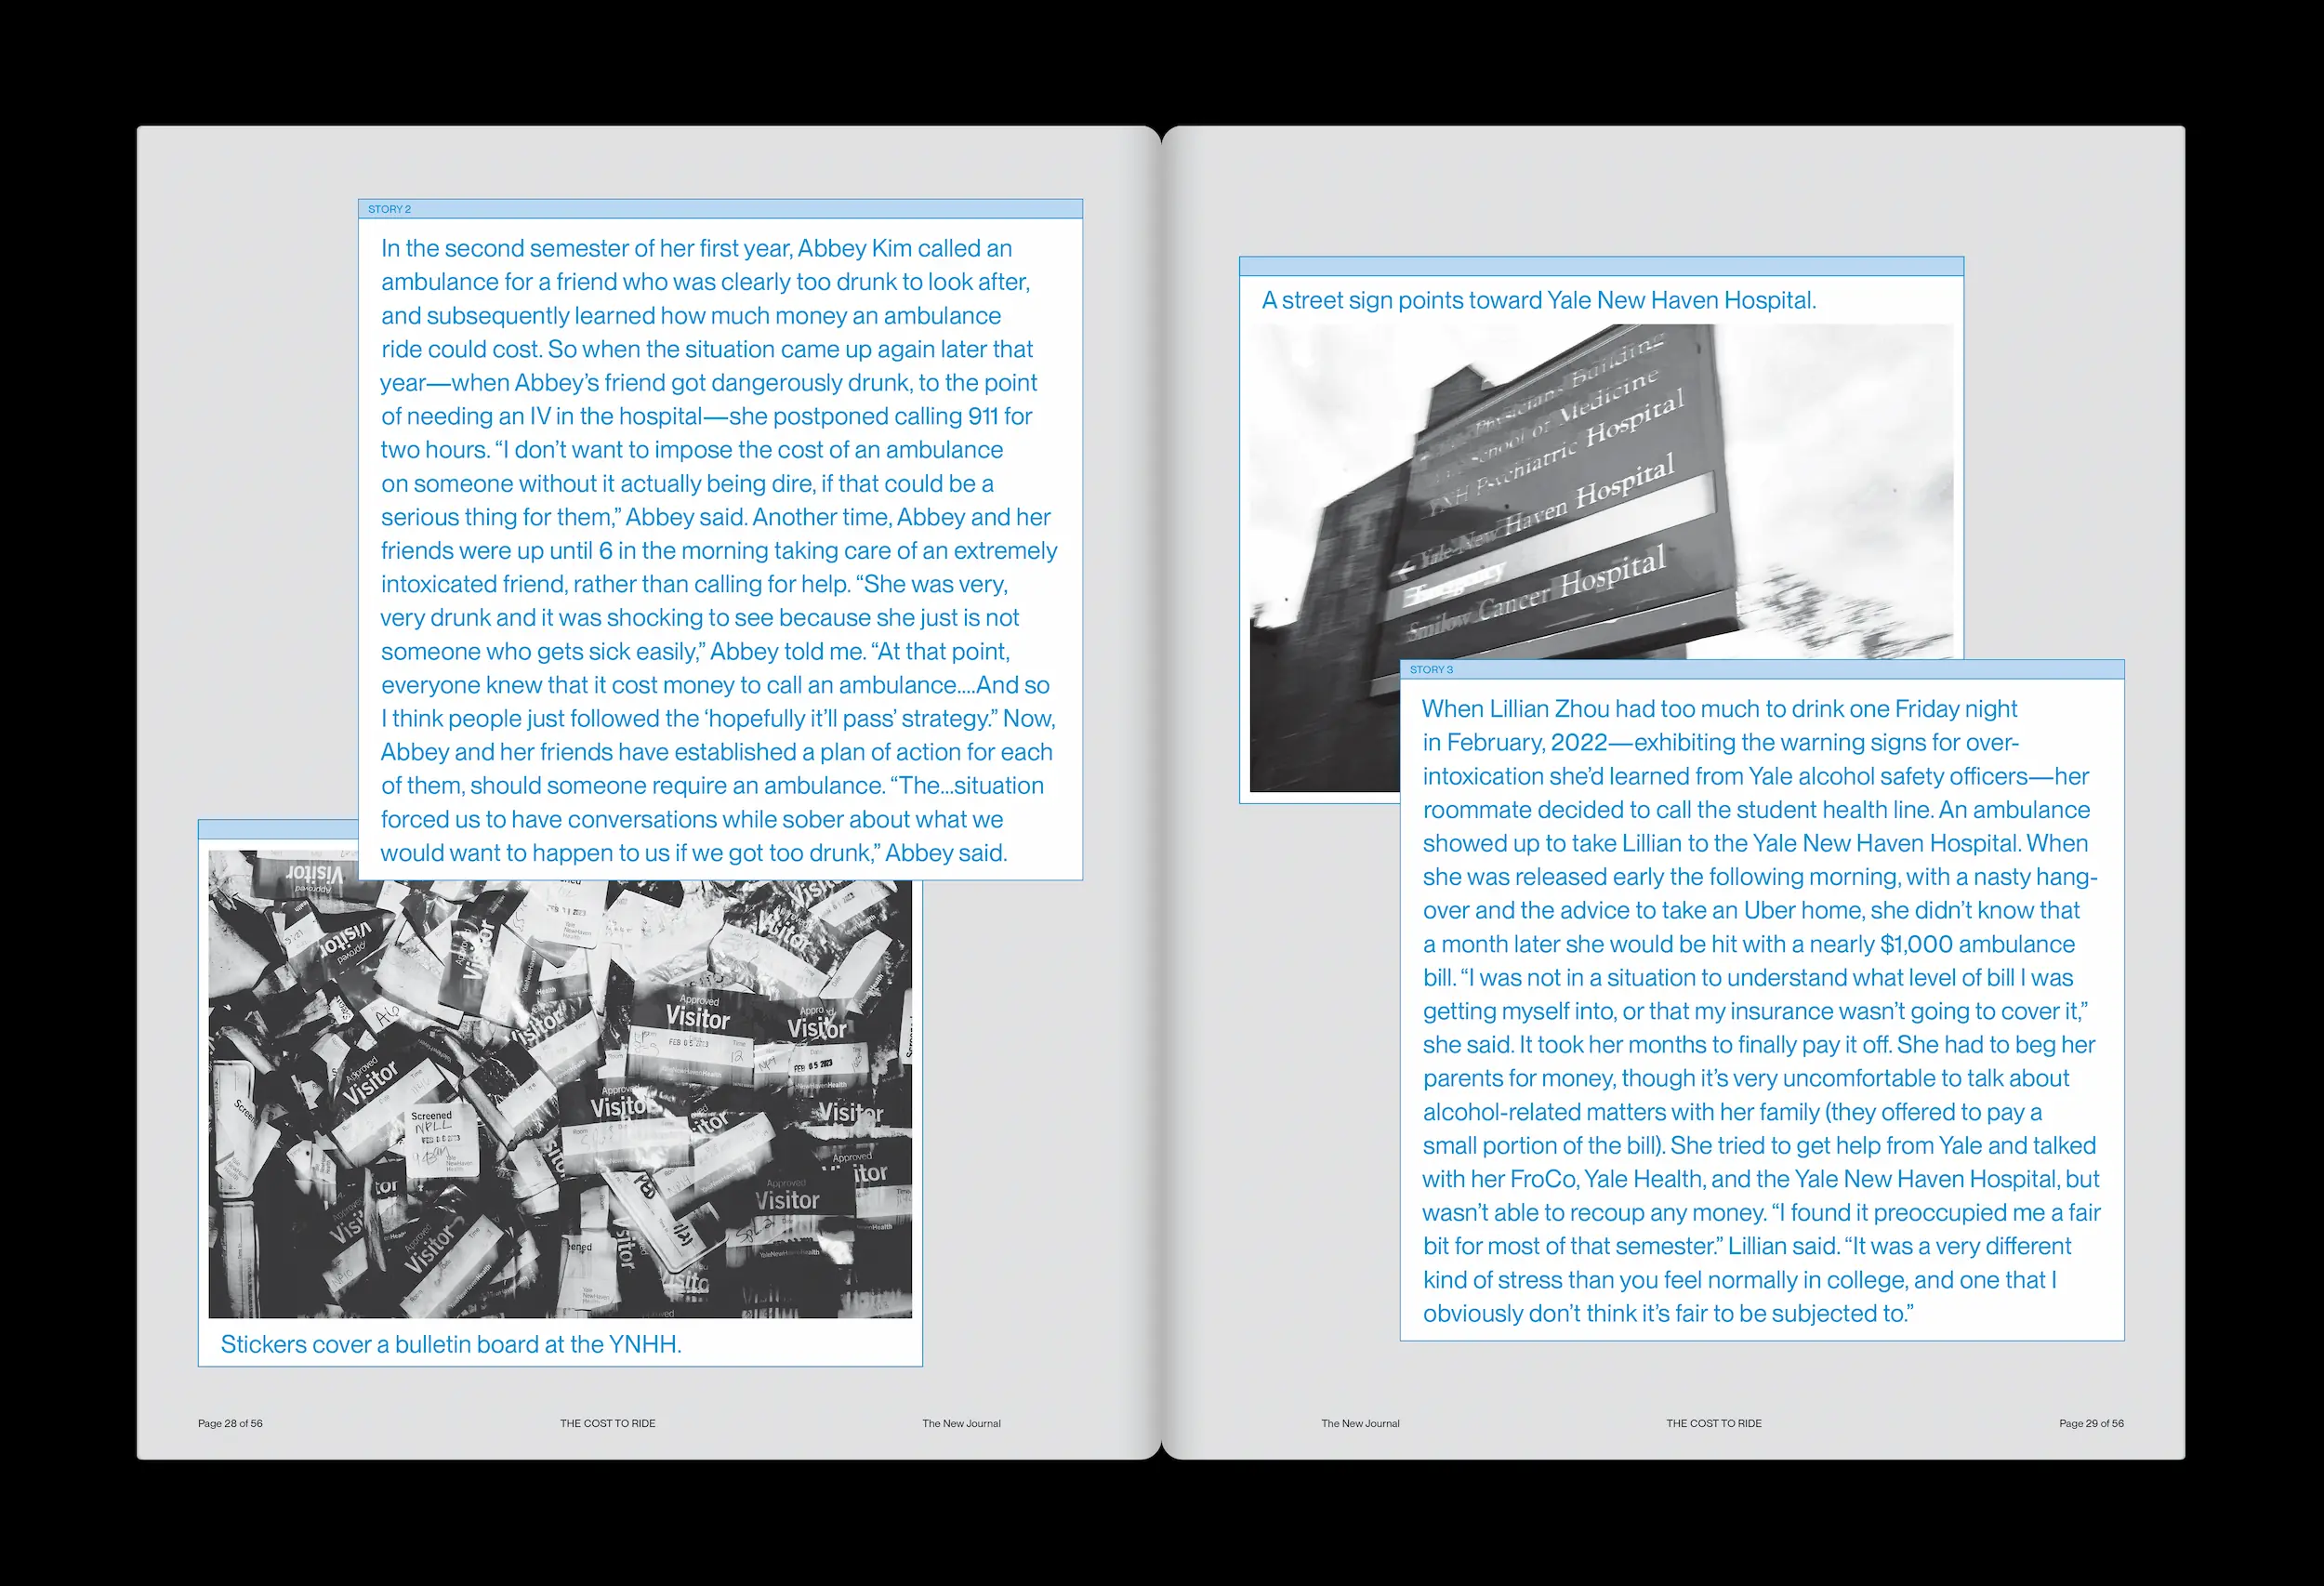 STORY 2
In the second semester of her first year, Abbey Kim called an
ambulance for a friend who was clearly too drunk to look after,
and subsequently learned how much money an ambulance
ride could cost. So when the situation came up again later that
year—when Abbey’s friend got dangerously drunk, to the point
of needing an IV in the hospital—she postponed calling 911 for
two hours. “I don’t want to impose the cost of an ambulance
on someone without it actually being dire, if that could be a
serious thing for them,” Abbey said. Another time, Abbey and her
friends were up until 6 in the morning taking care of an extremely
intoxicated friend, rather than calling for help. “She was very,
very drunk and it was shocking to see because she just is not
someone who gets sick easily,” Abbey told me. “At that point,
everyone knew that it cost money to call an ambulance....And so
I think people just followed the ‘hopefully it’ll pass’ strategy.” Now,
Abbey and her friends have established a plan of action for each
of them, should someone require an ambulance. “The...situation
forced us to have conversations while sober about what we
would want to happen to us if we got too drunk,” Abbey said.
Visitor
Approved
Visitor
Approved
Visitor
Approved
Visitor
FEB 05 2023
Time
12
Visitor
FEB 05 2023
Approved
Visitor
Approved
Visitor
Visitor
Screened
Approved
Visitor
Approved
Visitor
Stickers cover a bulletin board at the YNHH.
Page 28 of 56
THE COST TO RIDE
The New Journal
A street sign points toward Yale New Haven Hospital.
Physicians Building
School of Medicine
YNH Psychiatric Hospital
Yale-New Haven Hospital
Smilow Cancer Hospital
STORY 3
When Lillian Zhou had too much to drink one Friday night
in February, 2022—exhibiting the warning signs for over-
intoxication she’d learned from Yale alcohol safety officers—her
roommate decided to call the student health line. An ambulance
showed up to take Lillian to the Yale New Haven Hospital. When
she was released early the following morning, with a nasty hang-
over and the advice to take an Uber home, she didn’t know that
a month later she would be hit with a nearly $1,000 ambulance
bill. “I was not in a situation to understand what level of bill I was
getting myself into, or that my insurance wasn’t going to cover it,”
she said. It took her months to finally pay it off. She had to beg her
parents for money, though it’s very uncomfortable to talk about
alcohol-related matters with her family (they offered to pay a
small portion of the bill). She tried to get help from Yale and talked
with her FroCo, Yale Health, and the Yale New Haven Hospital, but
wasn’t able to recoup any money. “I found it preoccupied me a fair
bit for most of that semester.” Lillian said. “It was a very different
kind of stress than you feel normally in college, and one that I
obviously don’t think it’s fair to be subjected to.”
The New Journal
THE COST TO RIDE
Page 29 of 56